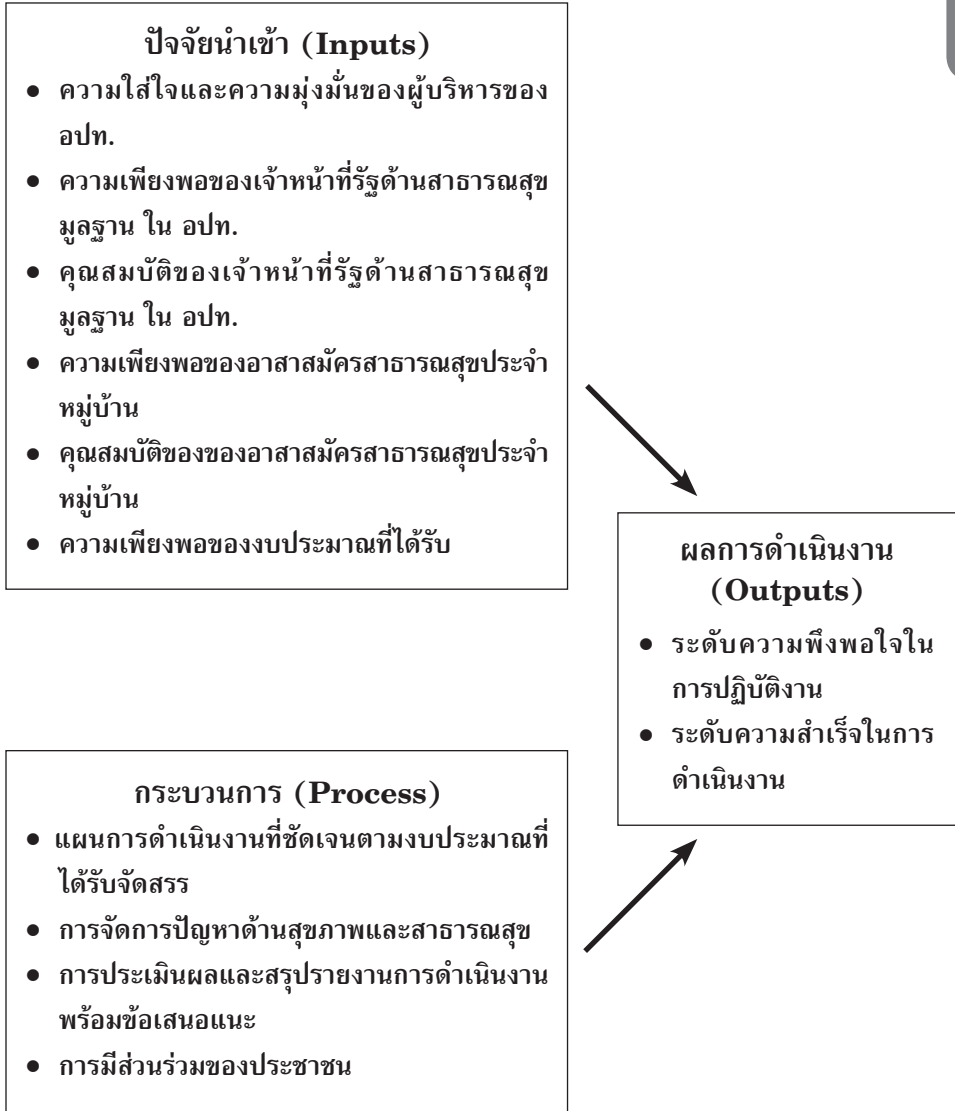 ปัจจัยนำเข้า (Inputs)
● ความใส่ใจและความมุ่งมั่นของผู้บริหารของ
อปท.
● ความเพียงพอของเจ้าหน้าที่รัฐด้านสาธารณสุข
มูลฐาน ใน อปท.
● คุณสมบัติของเจ้าหน้าที่รัฐด้านสาธารณสุข
มูลฐาน ใน อปท.
● ความเพียงพอของอาสาสมัครสาธารณสุขประจำ
หมู่บ้าน
● คุณสมบัติของของอาสาสมัครสาธารณสุขประจำ
หมู่บ้าน
● ความเพียงพอของงบประมาณที่ได้รับ
ผลการดำเนินงาน
(Outputs)
● ระดับความพึงพอใจใน
การปฏิบัติงาน
● ระดับความสำเร็จในการ
ดำเนินงาน
กระบวนการ (Process)
● แผนการดำเนินงานที่ชัดเจนตามงบประมาณที่
ได้รับจัดสรร
● การจัดการปัญหาด้านสุขภาพและสาธารณสุข
● การประเมินผลและสรุปรายงานการดำเนินงาน
พร้อมข้อเสนอแนะ
● การมีส่วนร่วมของประชาชน